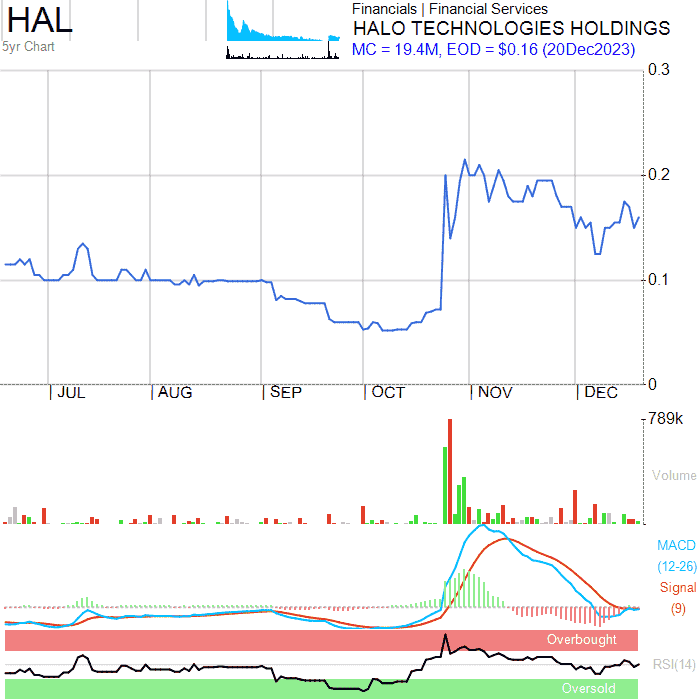 HAL
5yr Chart
Financials | Financial Services
HALO TECHNOLOGIES HOLDINGS
MC = 19.4M, EOD = $0.16 (20Dec2023)
0.3
0.2
0.1
0
JUL
AUG
SEP
OCT
NOV
DEC
789k
Volume
MACD
(12-26)
Signal
(9)
Overbought
RSI(14)
Oversold